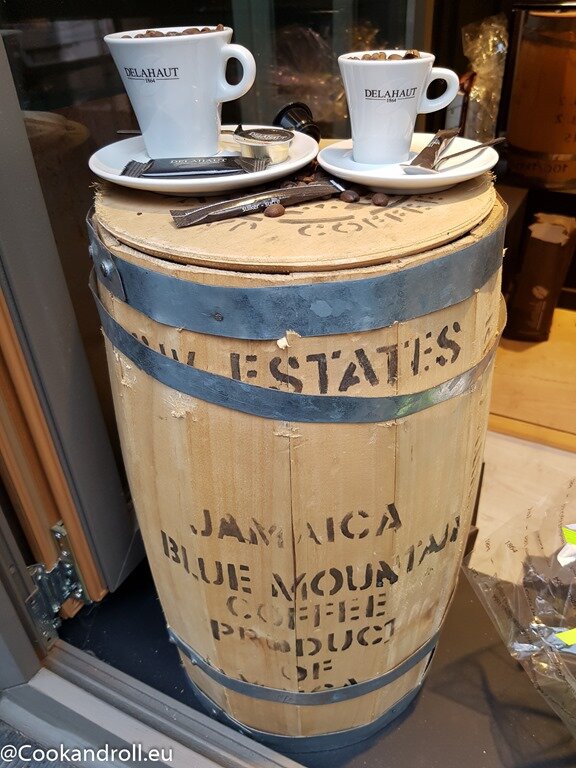 DELAHAUT
1864
DELAHAUT
1864
DELAHAUT
COFFEE
ESTATES
JAMAICA
BLUE MOUNTAIN
COFFEE
PRODUCT
OF
@Cookandroll.eu